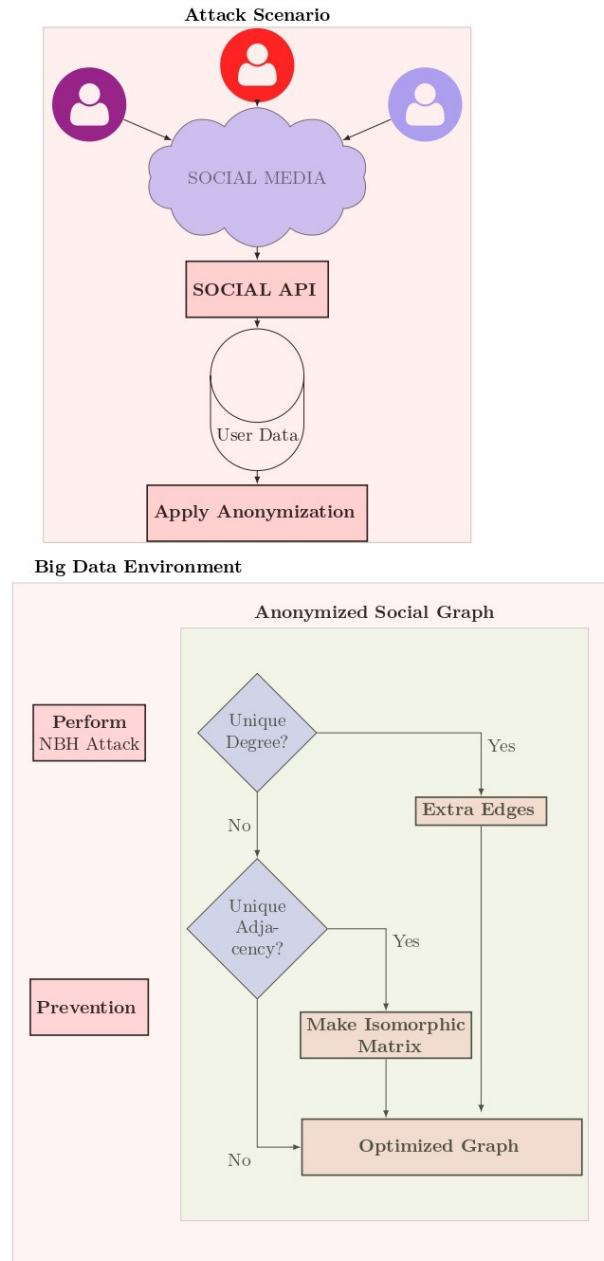 Attack Scenario
SOCIAL MEDIA
SOCIAL API
User Data
Apply Anonymization
Big Data Environment
Anonymized Social Graph
Perform
NBH Attack
Unique
Degree?
Yes
Extra Edges
No
Unique
Adja-
cency?
Yes
Prevention
Make Isomorphic
Matrix
Optimized Graph
No